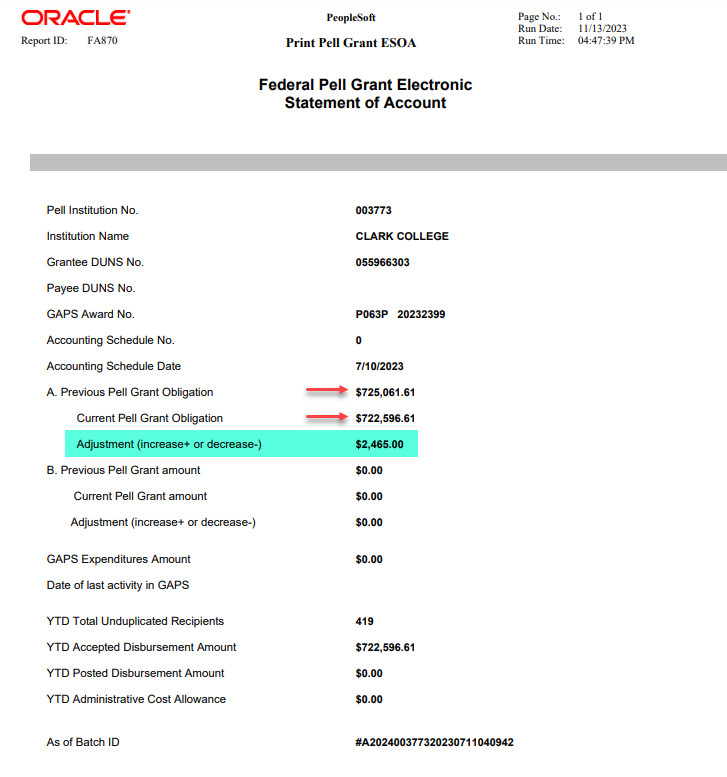 ORACLE®
PeopleSoft
Page No.: 1 of 1
Run Date: 11/13/2023
Report ID: FA870
Print Pell Grant ESOA
Run Time: 04:47:39 PM
Federal Pell Grant Electronic
Statement of Account
Pell Institution No. 003773
Institution Name CLARK COLLEGE
Grantee DUNS No. 055966303
Payee DUNS No.
GAPS Award No. P063P 20232399
Accounting Schedule No. 0
Accounting Schedule Date 7/10/2023
A. Previous Pell Grant Obligation $725,061.61
Current Pell Grant Obligation $722,596.61
Adjustment (increase+ or decrease-) $2,465.00
B. Previous Pell Grant amount $0.00
Current Pell Grant amount $0.00
Adjustment (increase+ or decrease-) $0.00
GAPS Expenditures Amount $0.00
Date of last activity in GAPS
YTD Total Unduplicated Recipients 419
YTD Accepted Disbursement Amount $722,596.61
YTD Posted Disbursement Amount $0.00
YTD Administrative Cost Allowance $0.00
As of Batch ID #A202400377320230711040942